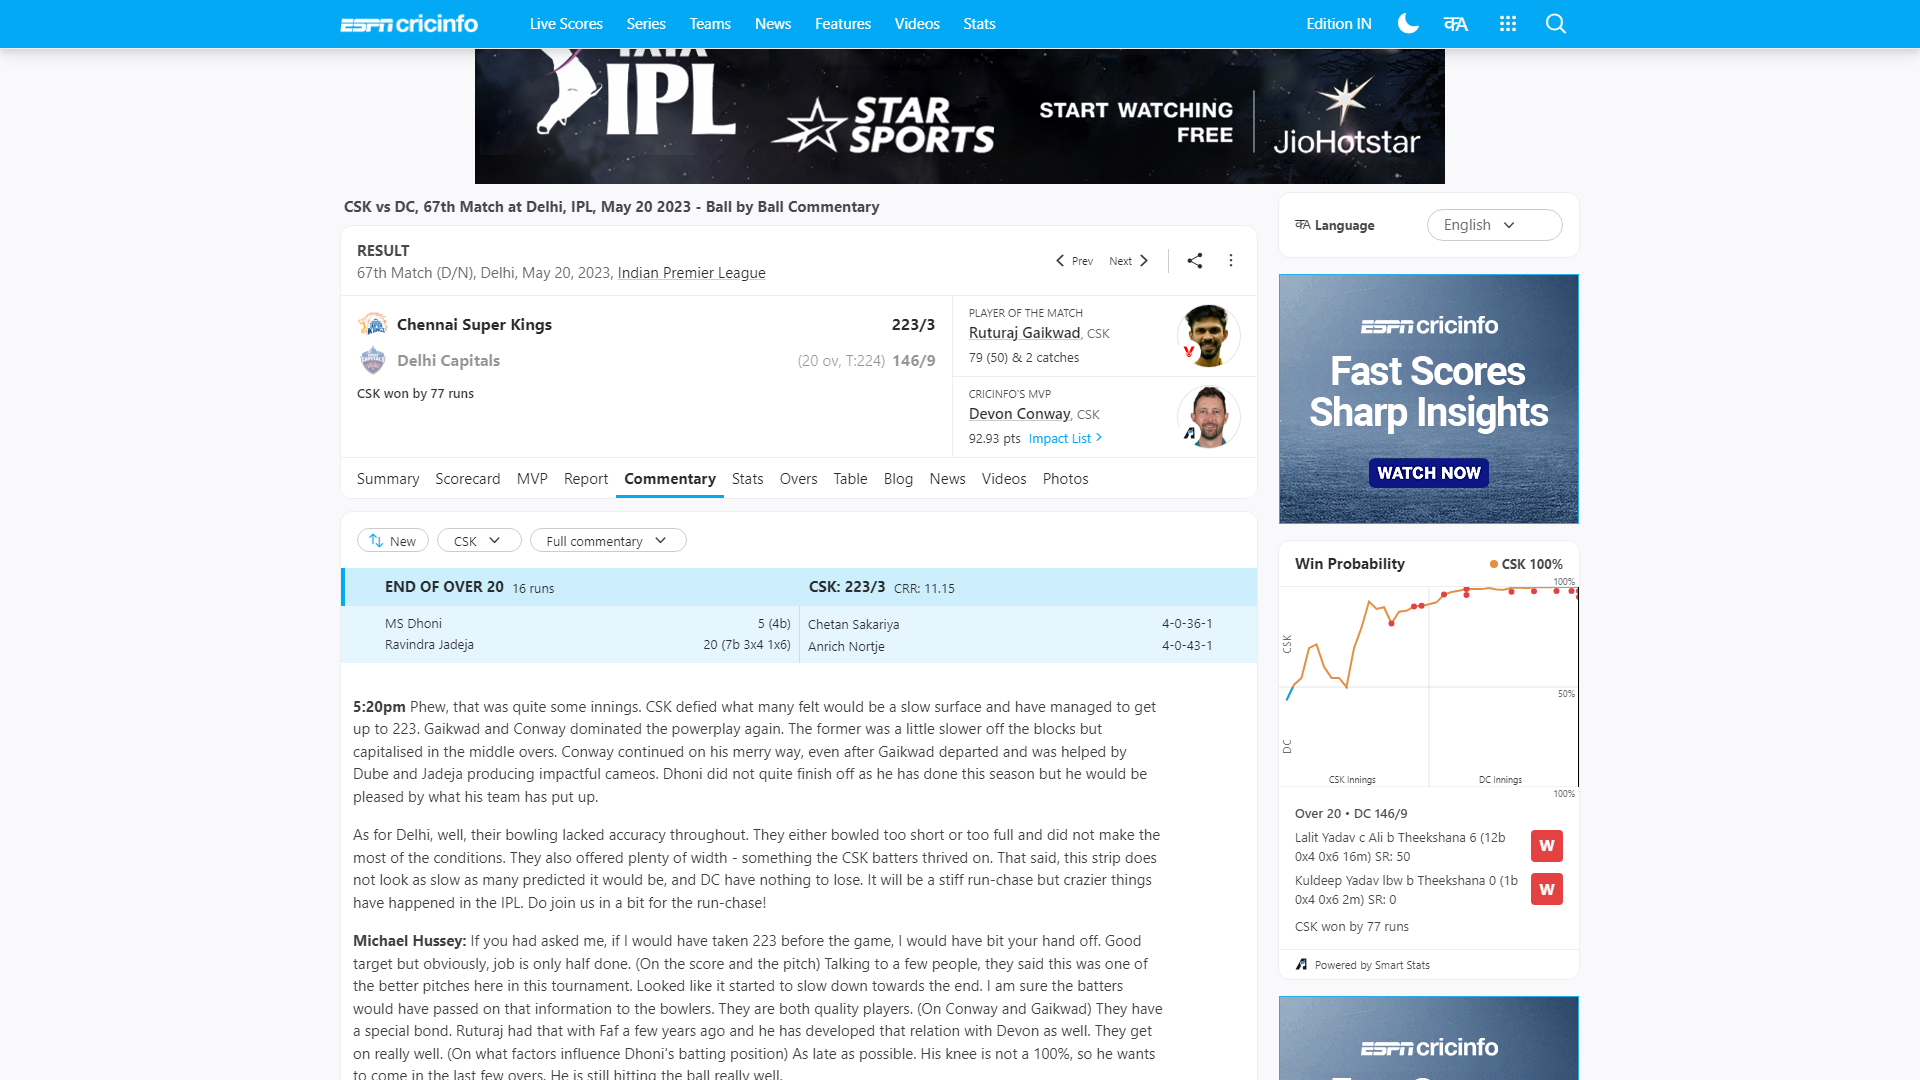 ESPN cricinfo
Live Scores Series Teams News Features Videos Stats
Edition IN
TATA
IPL
STAR SPORTS
START WATCHING FREE
JioHotstar
CSK vs DC, 67th Match at Delhi, IPL, May 20 2023 - Ball by Ball Commentary
RESULT
67th Match (D/N), Delhi, May 20, 2023, Indian Premier League
Prev Next
Chennai Super Kings 223/3
Delhi Capitals (20 ov, T:224) 146/9
CSK won by 77 runs
PLAYER OF THE MATCH
Ruturaj Gaikwad, CSK
79 (50) & 2 catches
CRICINFO'S MVP
Devon Conway, CSK
92.93 pts Impact List
Summary Scorecard MVP Report Commentary Stats Overs Table Blog News Videos Photos
New CSK Full commentary
END OF OVER 20 16 runs CSK: 223/3 CRR: 11.15
MS Dhoni 5 (4b) Chetan Sakariya 4-0-36-1
Ravindra Jadeja 20 (7b 3x4 1x6) Anrich Nortje 4-0-43-1
5:20pm Phew, that was quite some innings. CSK defied what many felt would be a slow surface and have managed to get
up to 223. Gaikwad and Conway dominated the powerplay again. The former was a little slower off the blocks but
capitalised in the middle overs. Conway continued on his merry way, even after Gaikwad departed and was helped by
Dube and Jadeja producing impactful cameos. Dhoni did not quite finish off as he has done this season but he would be
pleased by what his team has put up.
As for Delhi, well, their bowling lacked accuracy throughout. They either bowled too short or too full and did not make the
most of the conditions. They also offered plenty of width - something the CSK batters thrived on. That said, this strip does
not look as slow as many predicted it would be, and DC have nothing to lose. It will be a stiff run-chase but crazier things
have happened in the IPL. Do join us in a bit for the run-chase!
Michael Hussey: If you had asked me, if I would have taken 223 before the game, I would have bit your hand off. Good
target but obviously, job is only half done. (On the score and the pitch) Talking to a few people, they said this was one of
the better pitches here in this tournament. Looked like it started to slow down towards the end. I am sure the batters
would have passed on that information to the bowlers. They are both quality players. (On Conway and Gaikwad) They have
a special bond. Ruturaj had that with Faf a few years ago and he has developed that relation with Devon as well. They get
on really well. (On what factors influence Dhoni's batting position) As late as possible. His knee is not a 100%, so he wants
to come in the last few overs. He is still hitting the ball really well.
Language English
ESPN cricinfo
Fast Scores
Sharp Insights
WATCH NOW
Win Probability CSK 100%
100%
CSK
50%
DC
CSK Innings DC Innings
100%
Over 20 • DC 146/9
Lalit Yadav c Ali b Theekshana 6 (12b
0x4 0x6 16m) SR: 50
W
Kuldeep Yadav lbw b Theekshana 0 (1b
0x4 0x6 2m) SR: 0
W
CSK won by 77 runs
Powered by Smart Stats
ESPN cricinfo